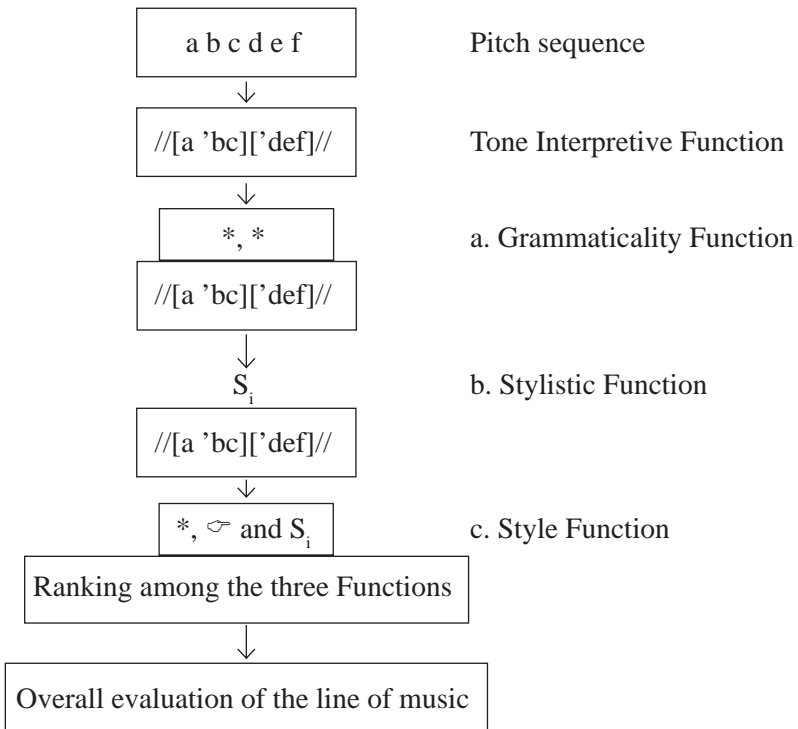 a b c d e f Pitch sequence
//[a ’bc][’def]// Tone Interpretive Function
*, * a. Grammaticality Function
//[a ’bc][’def]//
Si b. Stylistic Function
//[a ’bc][’def]//
*, ☞ and Si c. Style Function
Ranking among the three Functions
Overall evaluation of the line of music